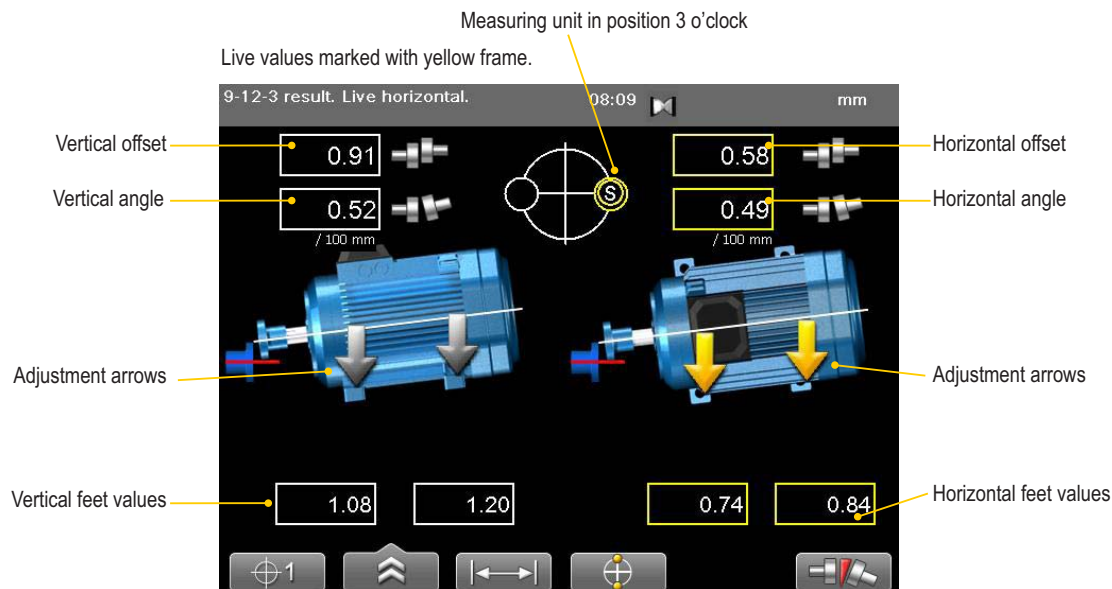 Measuring unit in position 3 o’clock
Live values marked with yellow frame.
9-12-3 result. Live horizontal.
08:09
mm
Vertical offset
0.91
0.58
Horizontal offset
Vertical angle
0.52
S
0.49
Horizontal angle
/ 100 mm
/ 100 mm
Adjustment arrows
Adjustment arrows
Vertical feet values
1.08
1.20
0.74
0.84
Horizontal feet values
1